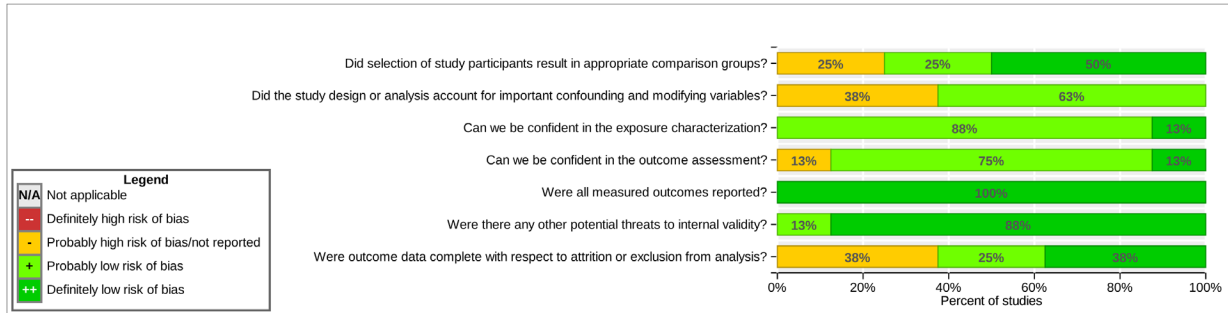 Did selection of study participants result in appropriate comparison groups?
25% 25% 50%
Did the study design or analysis account for important confounding and modifying variables?
38% 63%
Can we be confident in the exposure characterization?
88% 13%
Can we be confident in the outcome assessment?
13% 75% 13%
Were all measured outcomes reported?
100%
Were there any other potential threats to internal validity?
13% 88%
Were outcome data complete with respect to attrition or exclusion from analysis?
38% 25% 38%
0% 20% 40% 60% 80% 100%
Percent of studies
Legend
N/A Not applicable
-- Definitely high risk of bias
- Probably high risk of bias/not reported
+ Probably low risk of bias
++ Definitely low risk of bias